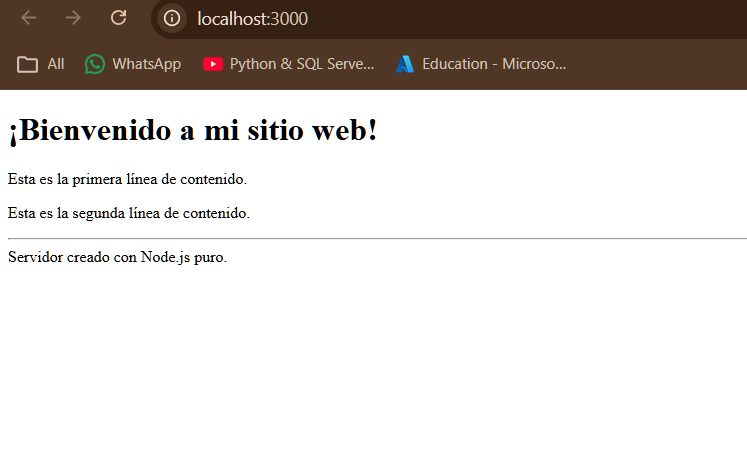 localhost:3000
All WhatsApp Python & SQL Serve... Education - Microso...
¡Bienvenido a mi sitio web!
Esta es la primera línea de contenido.
Esta es la segunda línea de contenido.
Servidor creado con Node.js puro.